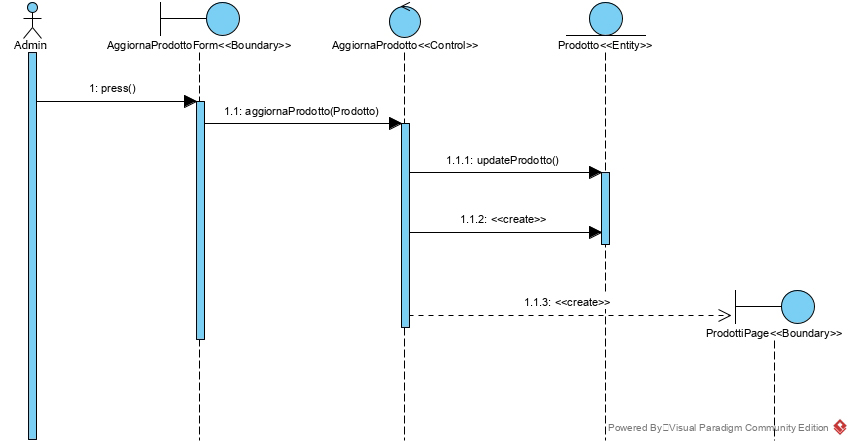 Admin
AggiornaProdottoForm<<Boundary>>
AggiornaProdotto<<Control>>
Prodotto<<Entity>>
1: press()
1.1: aggiornaProdotto(Prodotto)
1.1.1: updateProdotto()
1.1.2: <<create>>
1.1.3: <<create>>
ProdottiPage<<Boundary>>
Powered By Visual Paradigm Community Edition